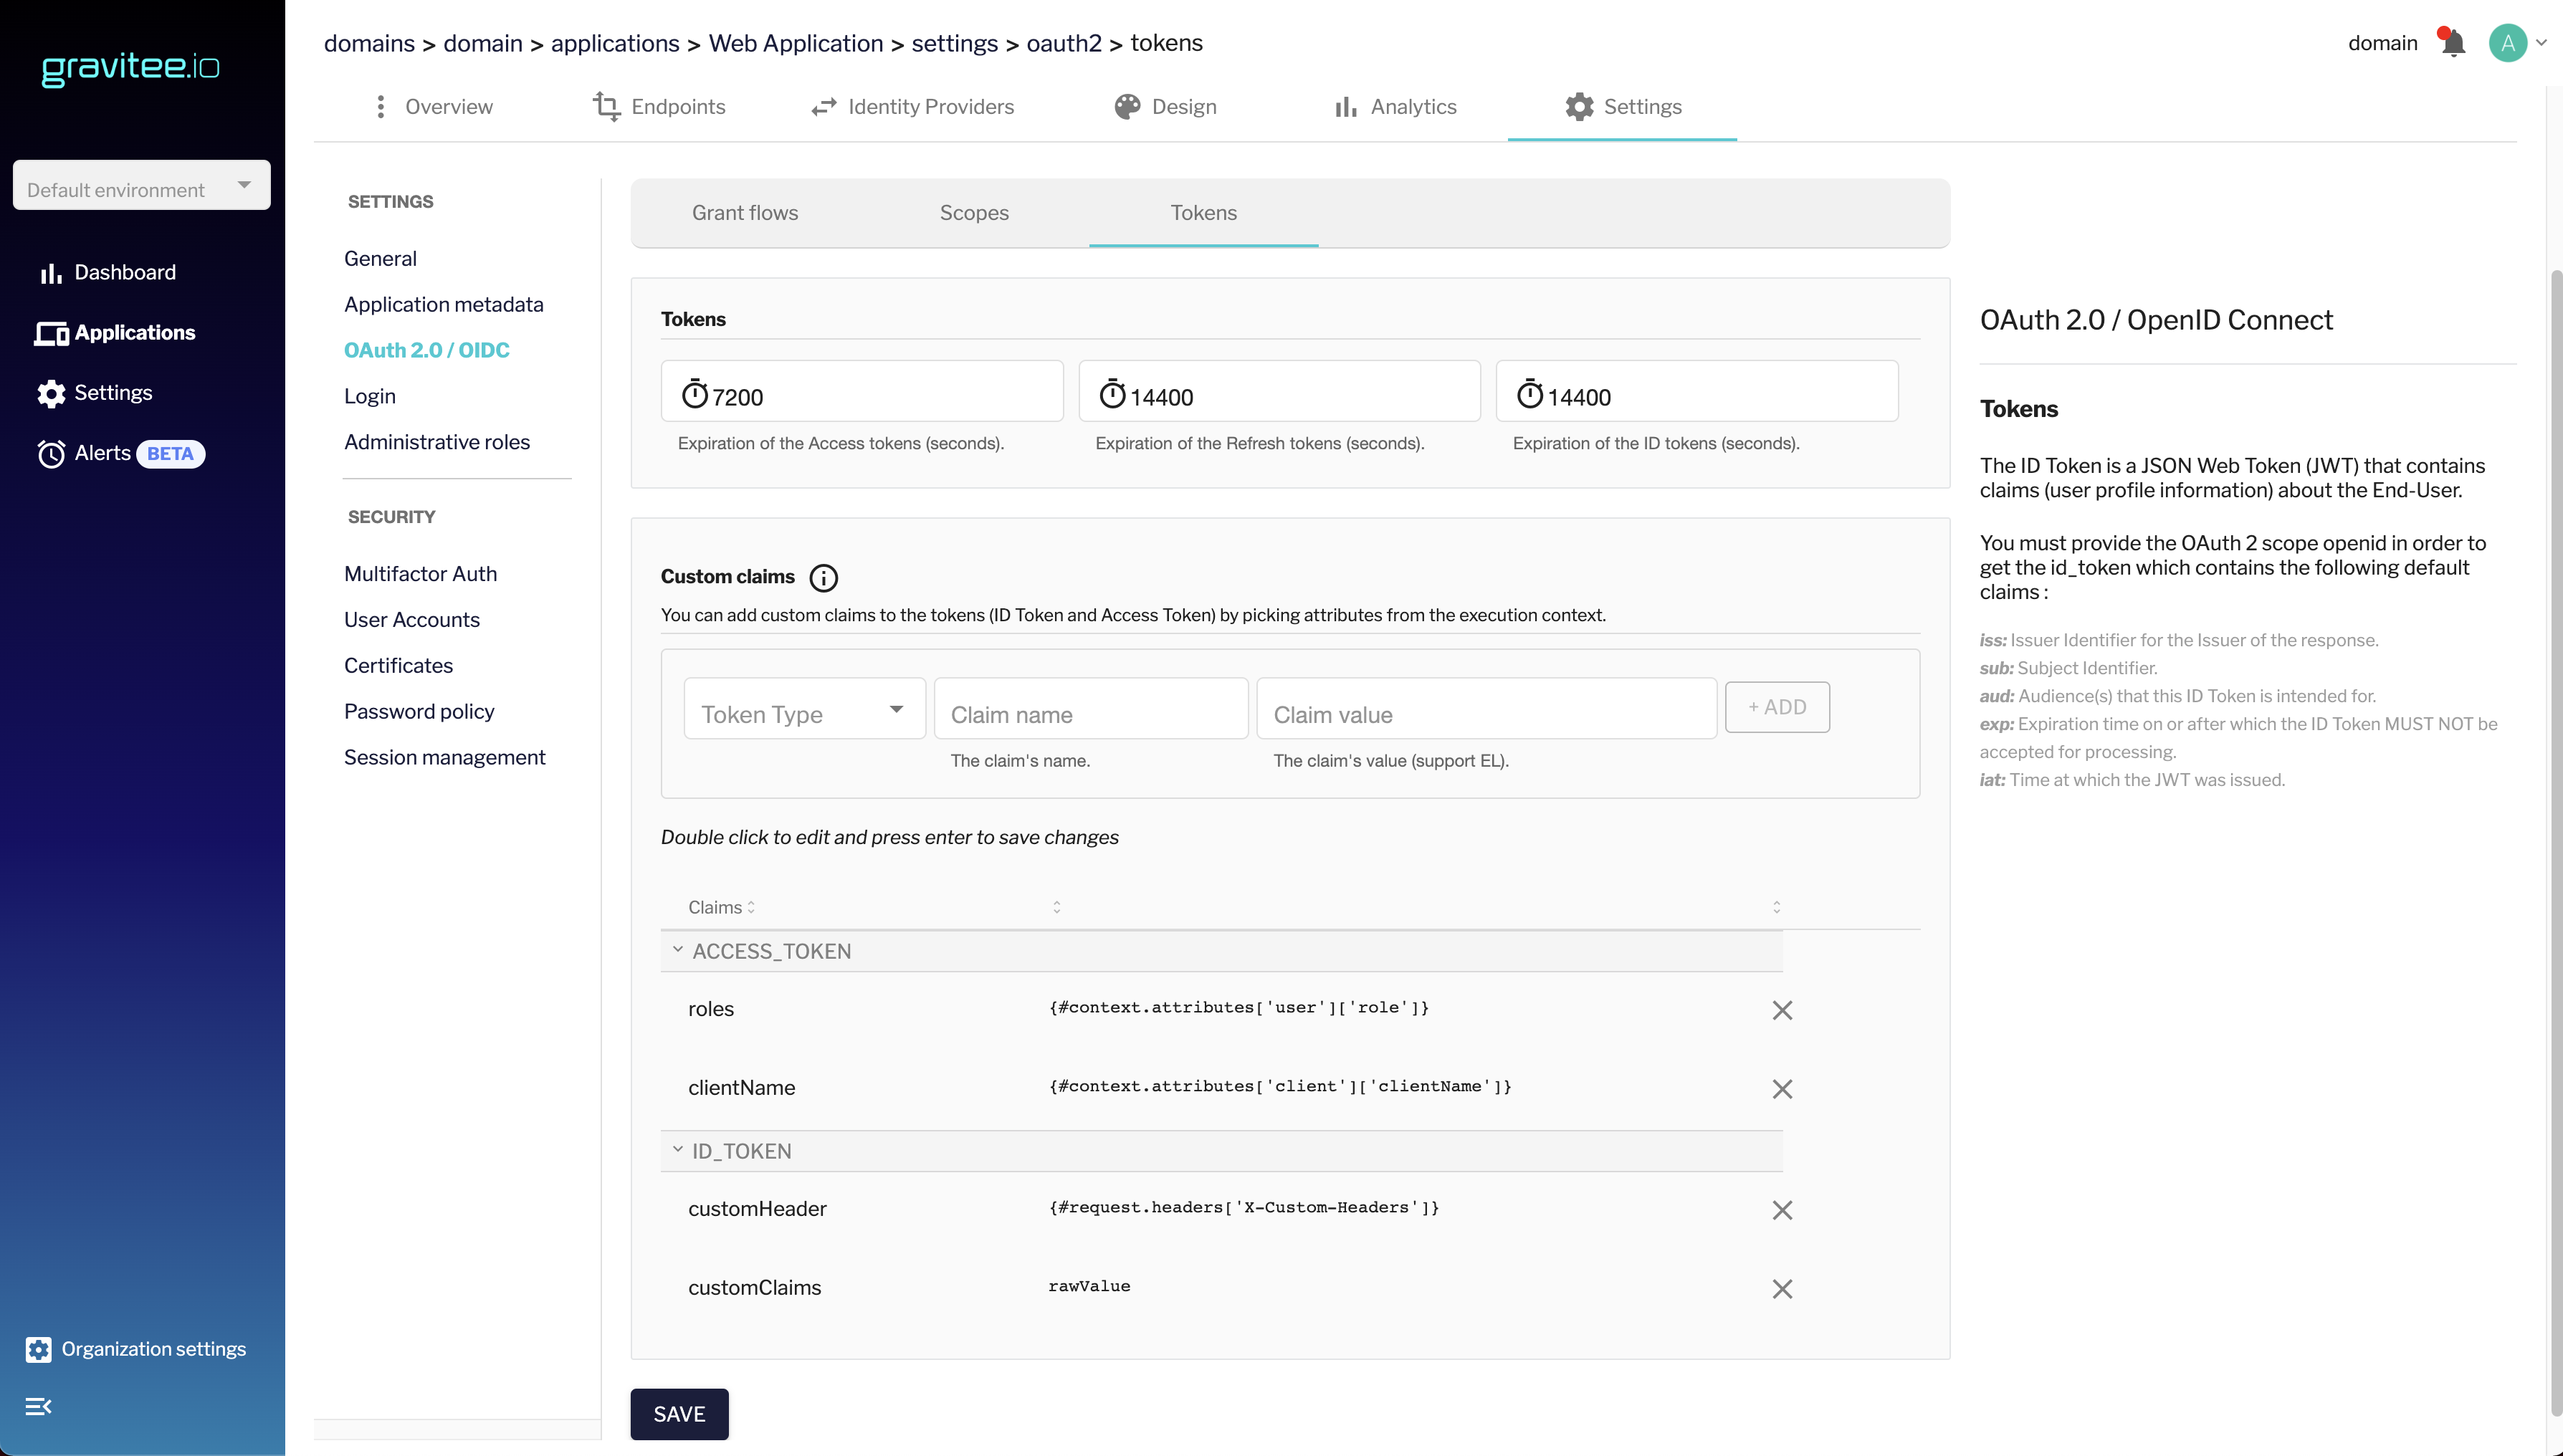 gravitee.io
Default environment
Dashboard
Applications
Settings
Alerts BETA
Organization settings
domains > domain > applications > Web Application > settings > oauth2 > tokens
domain
A
Overview
Endpoints
Identity Providers
Design
Analytics
Settings
SETTINGS
General
Application metadata
OAuth 2.0 / OIDC
Login
Administrative roles
SECURITY
Multifactor Auth
User Accounts
Certificates
Password policy
Session management
Grant flows
Scopes
Tokens
Tokens
7200
14400
14400
Expiration of the Access tokens (seconds).
Expiration of the Refresh tokens (seconds).
Expiration of the ID tokens (seconds).
Custom claims
You can add custom claims to the tokens (ID Token and Access Token) by picking attributes from the execution context.
Token Type
Claim name
Claim value
+ ADD
The claim's name.
The claim's value (support EL).
Double click to edit and press enter to save changes
Claims
ACCESS_TOKEN
roles
{#context.attributes['user']['role']}
clientName
{#context.attributes['client']['clientName']}
ID_TOKEN
customHeader
{#request.headers['X-Custom-Headers']}
customClaims
rawValue
SAVE
OAuth 2.0 / OpenID Connect
Tokens
The ID Token is a JSON Web Token (JWT) that contains
claims (user profile information) about the End-User.
You must provide the OAuth 2 scope openid in order to
get the id_token which contains the following default
claims :
iss: Issuer Identifier for the Issuer of the response.
sub: Subject Identifier.
aud: Audience(s) that this ID Token is intended for.
exp: Expiration time on or after which the ID Token MUST NOT be
accepted for processing.
iat: Time at which the JWT was issued.